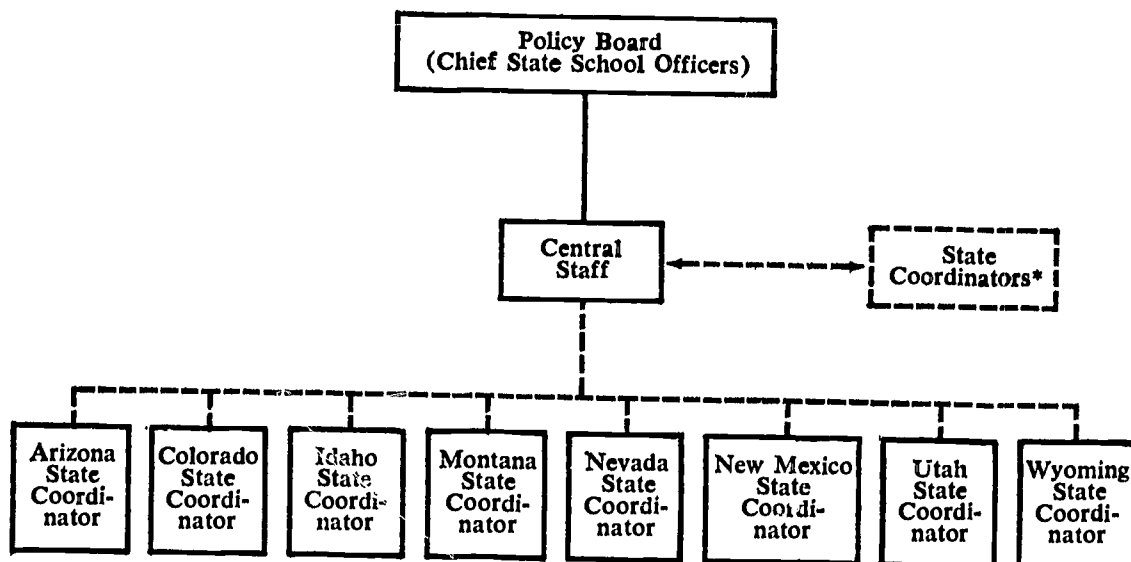 Policy Board
(Chief State School Officers)
Central
Staff
State
Coordinators*
Arizona
State
Coordi-
nator
Colorado
State
Coordi-
nator
Idaho
State
Coordi-
nator
Montana
State
Coordi-
nator
Nevada
State
Coordi-
nator
New Mexico
State
Coordi-
nator
Utah
State
Coordi-
nator
Wyoming
State
Coordi-
nator